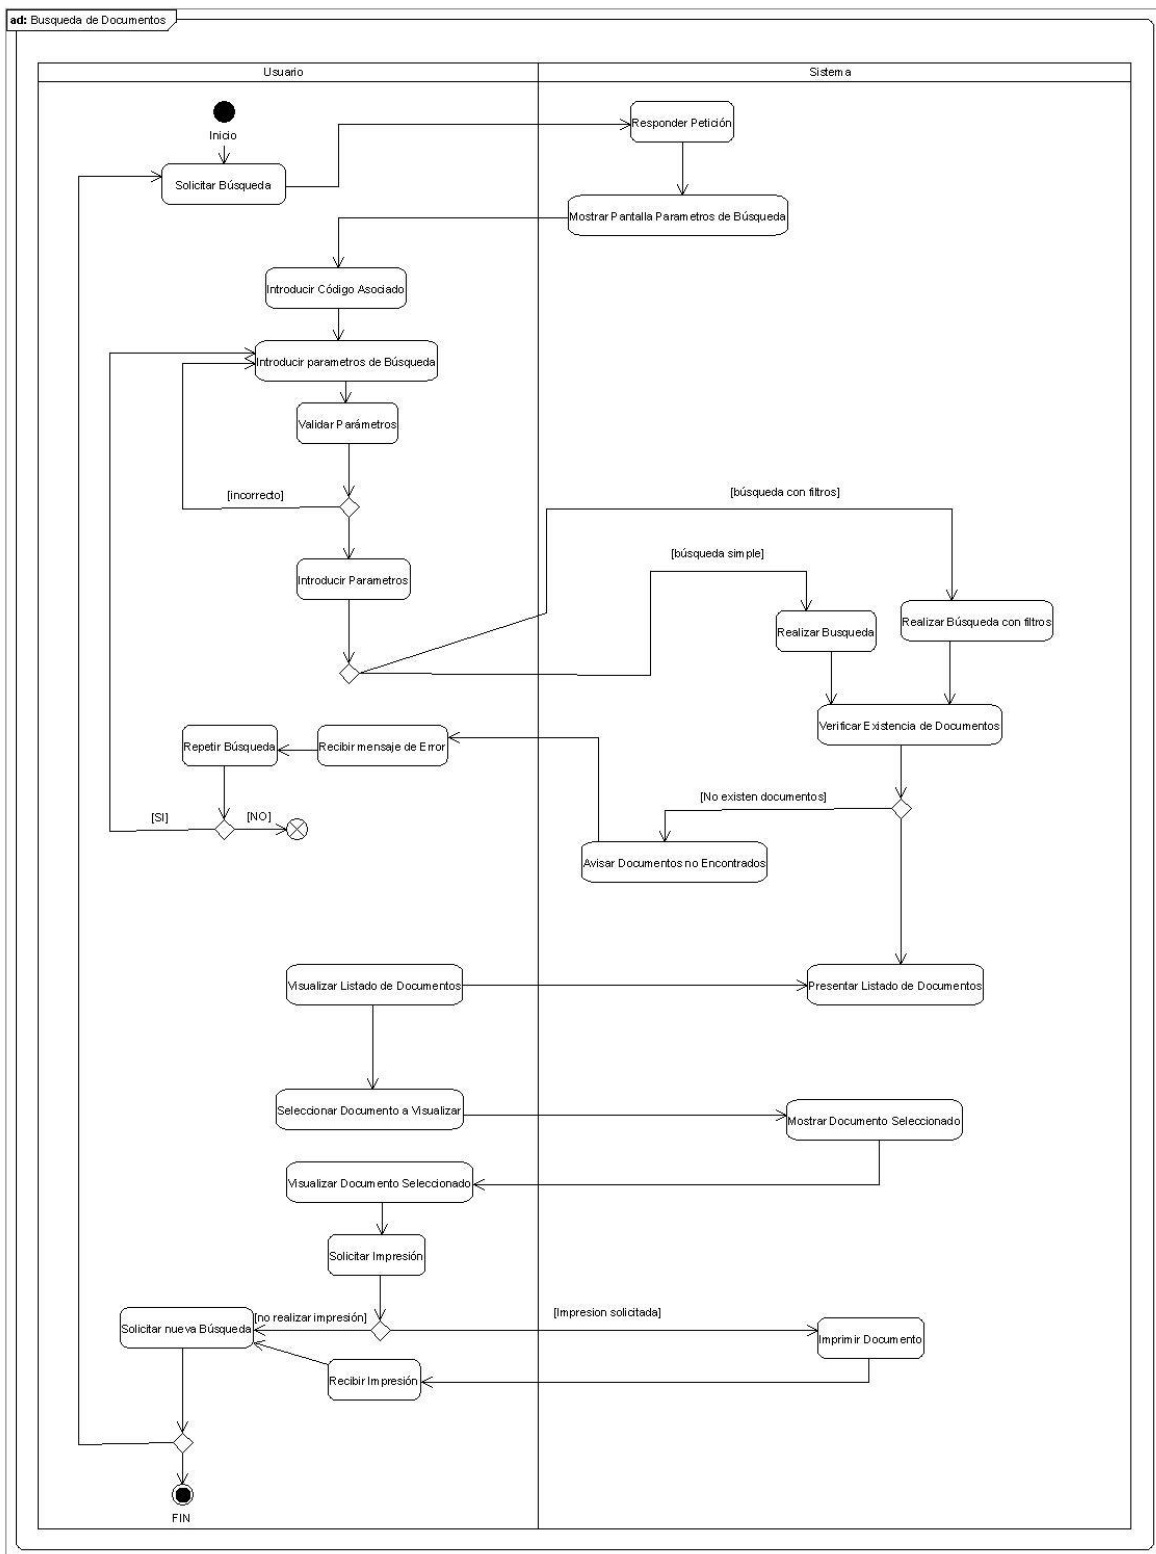 ad: Busqueda de Documentos
Usuario
Sistema
Inicio
Responder Petición
Solicitar Búsqueda
Mostrar Pantalla Parametros de Búsqueda
Introducir Código Asociado
Introducir parametros de Búsqueda
Validar Parámetros
[incorrecto]
[búsqueda con filtros]
[búsqueda simple]
Introducir Parametros
Realizar Busqueda
Realizar Búsqueda con filtros
Verificar Existencia de Documentos
Repetir Búsqueda
Recibir mensaje de Error
[No existen documentos]
[SI]
[NO]
Avisar Documentos no Encontrados
Visualizar Listado de Documentos
Presentar Listado de Documentos
Seleccionar Documento a Visualizar
Mostrar Documento Seleccionado
Visualizar Documento Seleccionado
Solicitar Impresión
[no realizar impresión]
[Impresion solicitada]
Solicitar nueva Búsqueda
Imprimir Documento
Recibir Impresión
FIN